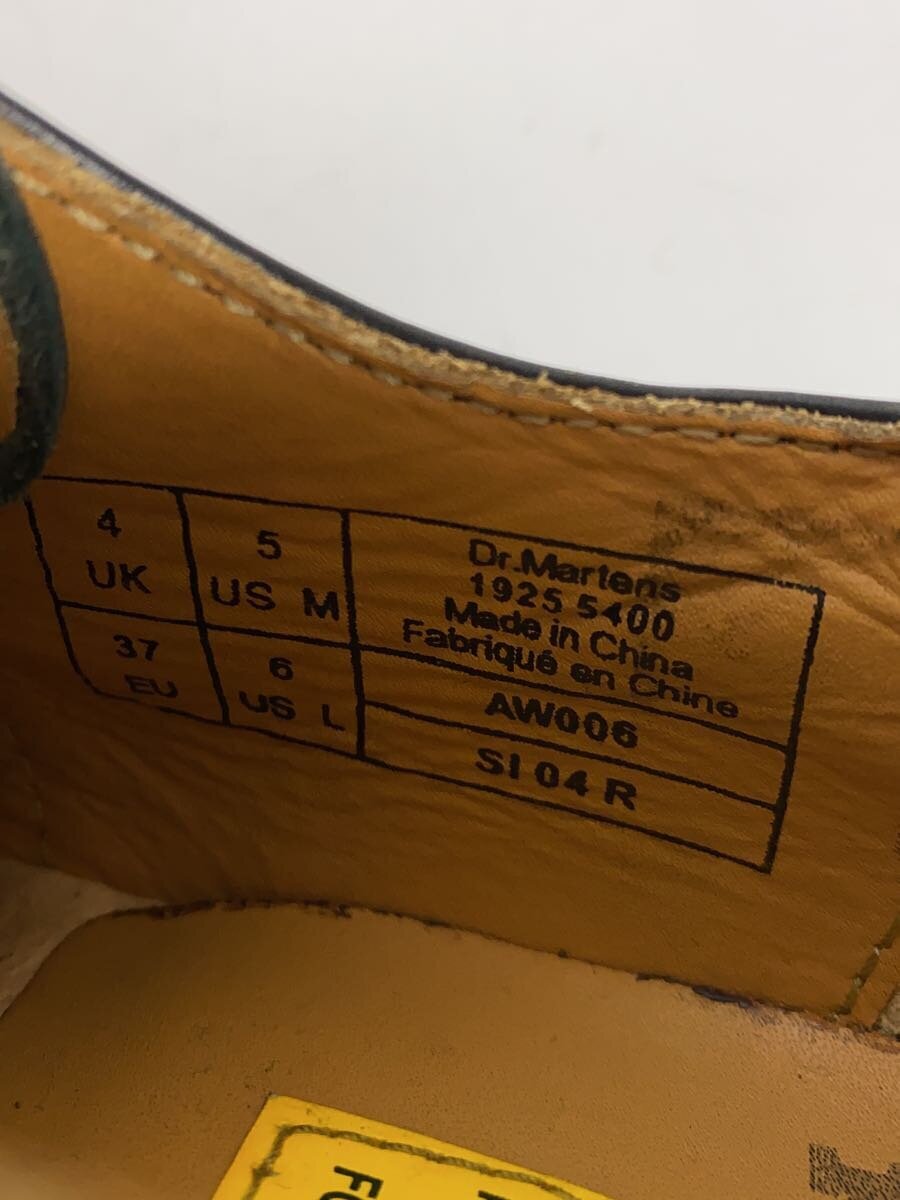 4
UK
5
US M
37
EU
6
US L
Dr.Martens
1925 5400
Made in China
Fabriqué en Chine
AW006
SI 04 R